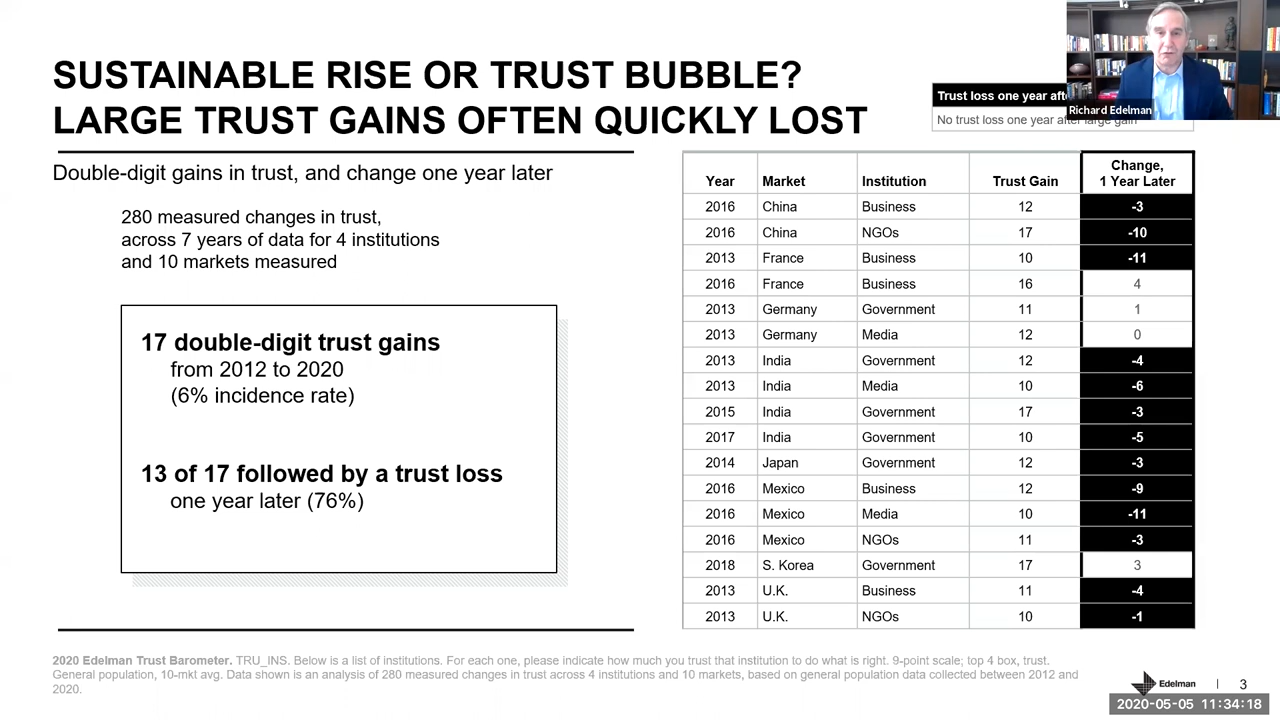 SUSTAINABLE RISE OR TRUST BUBBLE?
LARGE TRUST GAINS OFTEN QUICKLY LOST
Double-digit gains in trust, and change one year later
280 measured changes in trust,
across 7 years of data for 4 institutions
and 10 markets measured
17 double-digit trust gains
from 2012 to 2020
(6% incidence rate)
13 of 17 followed by a trust loss
one year later (76%)
Trust loss one year
No trust loss one year after large gain
Richard Edelman
Year Market Institution Trust Gain Change, 
1 Year Later
2016 China Business 12 -3
2016 China NGOs 17 -10
2013 France Business 10 -11
2016 France Business 16 4
2013 Germany Government 11 1
2013 Germany Media 12 0
2013 India Government 12 -4
2013 India Media 10 -6
2015 India Government 17 -3
2017 India Government 10 -5
2014 Japan Government 12 -3
2016 Mexico Business 12 -9
2016 Mexico Media 10 -11
2016 Mexico NGOs 11 -3
2018 S. Korea Government 17 3
2013 U.K. Business 11 -4
2013 U.K. NGOs 10 -1
2020 Edelman Trust Barometer. TRU_INS. Below is a list of institutions. For each one, please indicate how much you trust that institution to do what is right. 9-point scale; top 4 box, trust.
General population, 10-mkt avg. Data shown is an analysis of 280 measured changes in trust across 4 institutions and 10 markets, based on general population data collected between 2012 and
2020.
Edelman | 3
2020-05-05 11:34:18